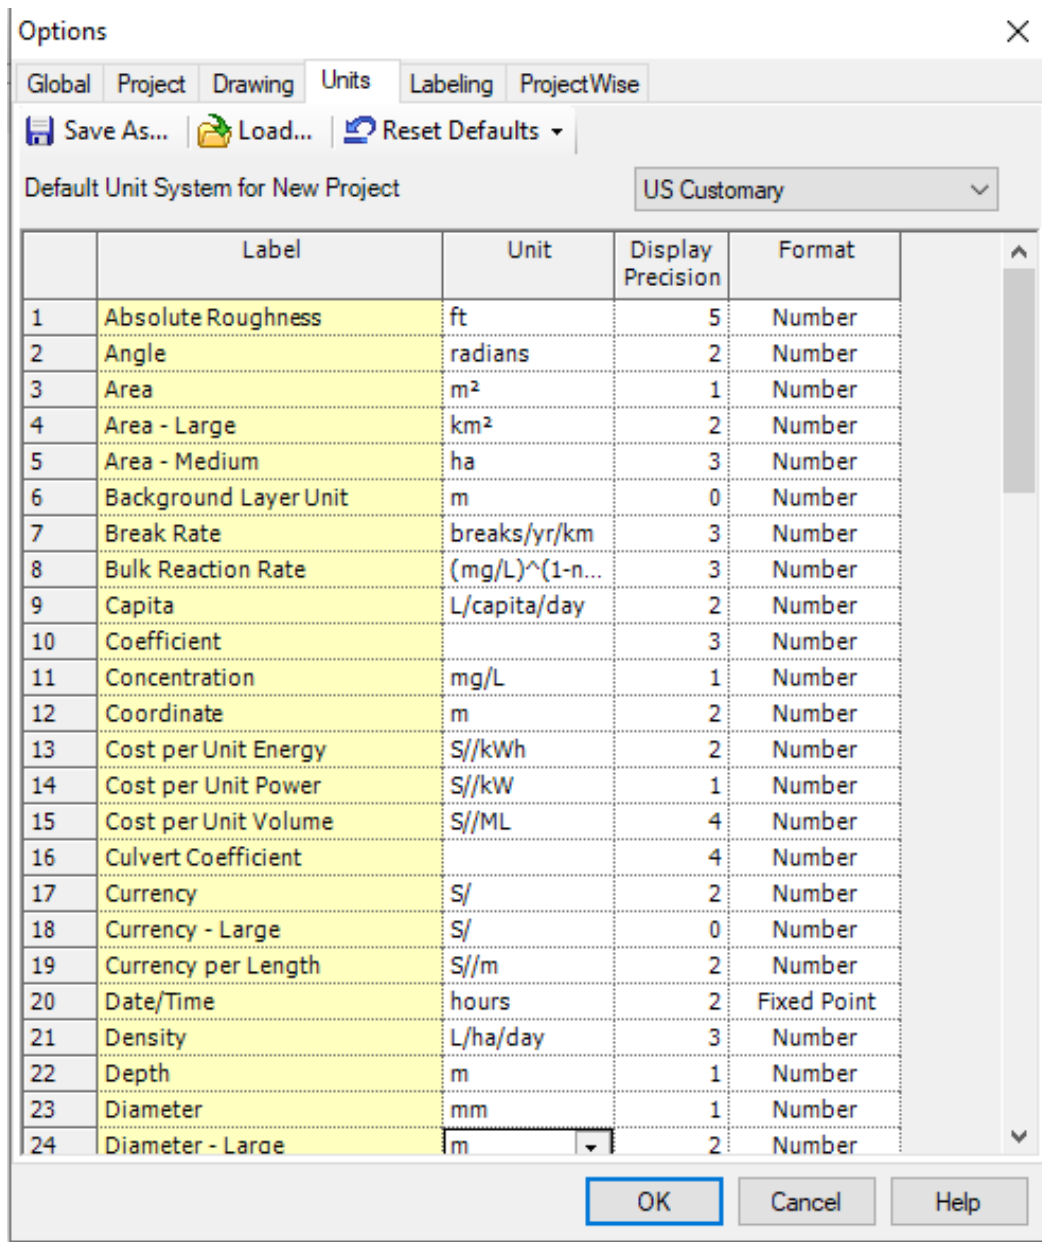 Options
Global Project Drawing Units Labeling ProjectWise
Save As... Load... Reset Defaults
Default Unit System for New Project US Customary
Label Unit Display Precision Format
1 Absolute Roughness ft 5 Number
2 Angle radians 2 Number
3 Area m² 1 Number
4 Area - Large km² 2 Number
5 Area - Medium ha 3 Number
6 Background Layer Unit m 0 Number
7 Break Rate breaks/yr/km 3 Number
8 Bulk Reaction Rate (mg/L)^(1-n... 3 Number
9 Capita L/capita/day 2 Number
10 Coefficient 3 Number
11 Concentration mg/L 1 Number
12 Coordinate m 2 Number
13 Cost per Unit Energy S//kWh 2 Number
14 Cost per Unit Power S//kW 1 Number
15 Cost per Unit Volume S//ML 4 Number
16 Culvert Coefficient 4 Number
17 Currency S/ 2 Number
18 Currency - Large S/ 0 Number
19 Currency per Length S//m 2 Number
20 Date/Time hours 2 Fixed Point
21 Density L/ha/day 3 Number
22 Depth m 1 Number
23 Diameter mm 1 Number
24 Diameter - Large m 2 Number
OK Cancel Help